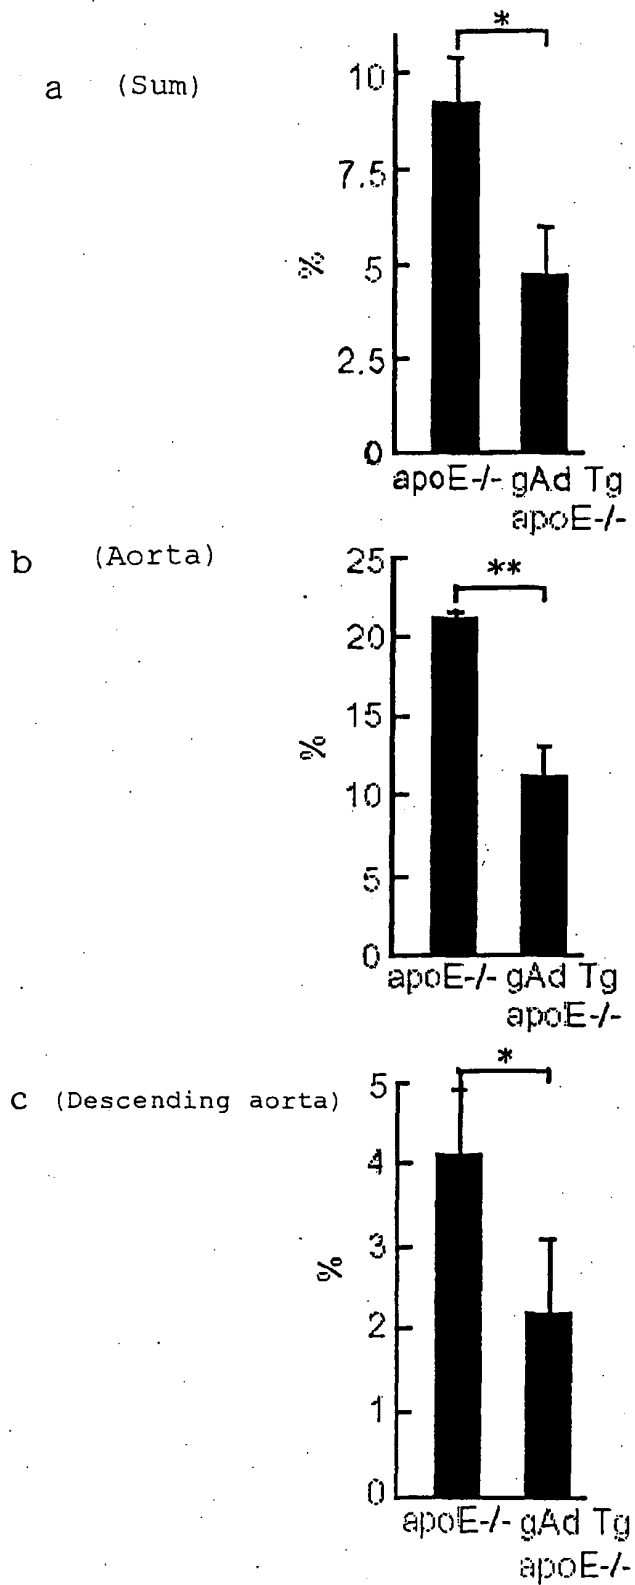 a (Sum)
*
10
7.5
%
5
2.5
0
apoE-/- gAd Tg
apoE-/-
b (Aorta)
**
25
20
15
%
10
5
0
apoE-/- gAd Tg
apoE-/-
c (Descending aorta)
*
5
4
3
%
2
1
0
apoE-/- gAd Tg
apoE-/-